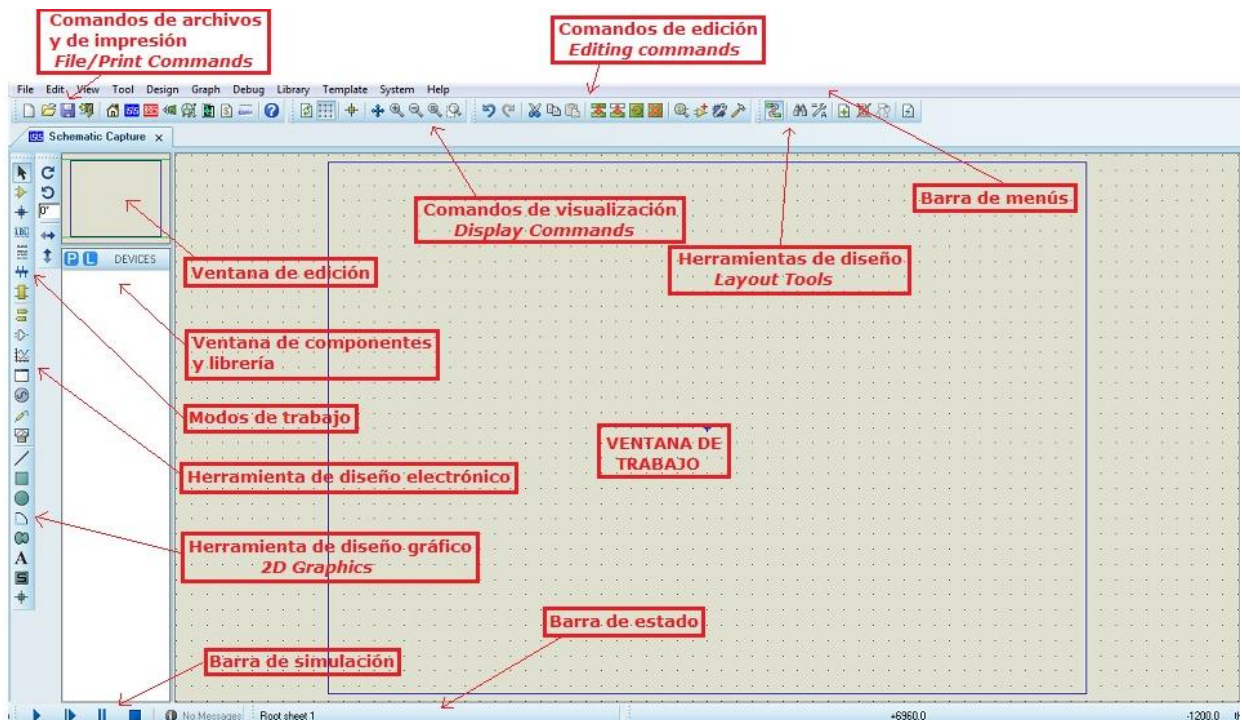 Comandos de archivos
y de impresión
File/Print Commands
Comandos de edición
Editing commands
File Edit View Tool Design Graph Debug Library Template System Help
ISIS
Schematic Capture x
Barra de menús
Comandos de visualización
Display Commands
Herramientas de diseño
Layout Tools
0°
LBL
P L DEVICES
Ventana de edición
Ventana de componentes
y librería
Modos de trabajo
VENTANA DE
TRABAJO
Herramienta de diseño electrónico
Herramienta de diseño gráfico
2D Graphics
A
S
Barra de estado
Barra de simulación
No Messages
Root sheet 1
+6960.0
-1200.0
th